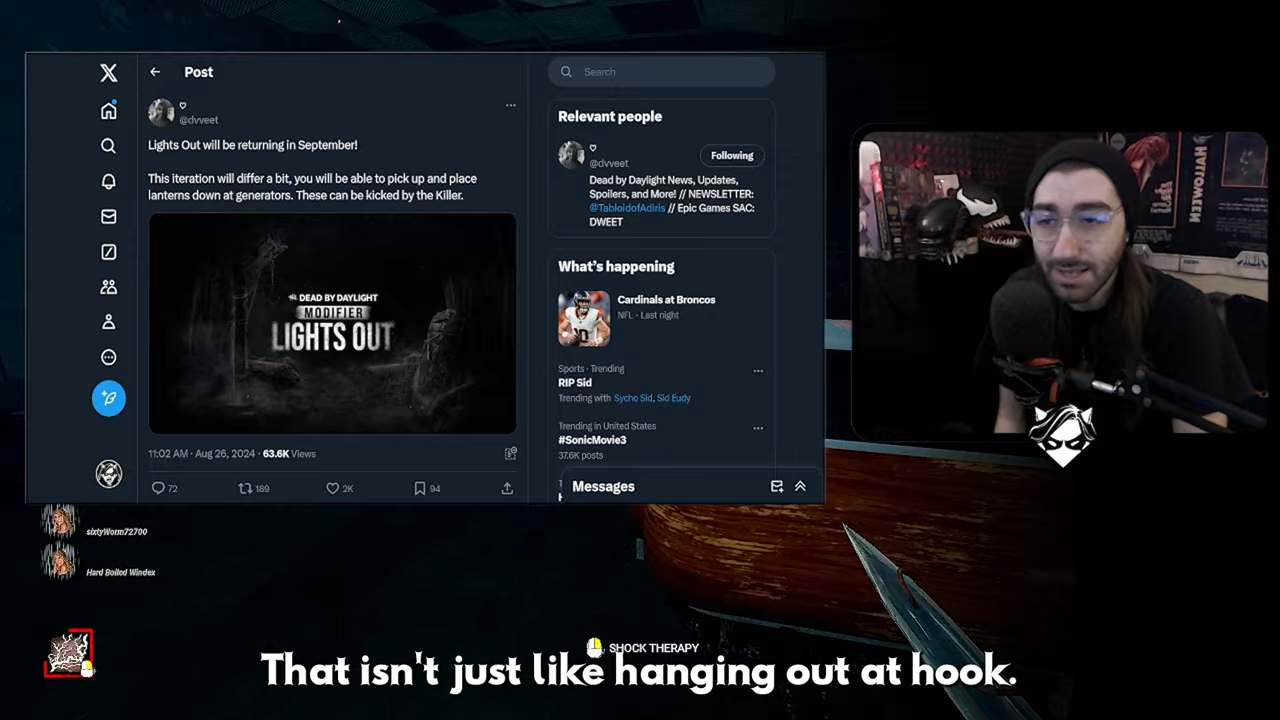 Post
♡
@dvveet
Lights Out will be returning in September!
This iteration will differ a bit, you will be able to pick up and place
lanterns down at generators. These can be kicked by the Killer.
DEAD BY DAYLIGHT
MODIFIER
LIGHTS OUT
11:02 AM · Aug 26, 2024 · 63.6K Views
72
189
2K
94
Search
Relevant people
♡
@dvveet
Following
Dead by Daylight News, Updates,
Spoilers, and More! // NEWSLETTER:
@TabloidofAdiris // Epic Games SAC:
DWEET
What's happening
Cardinals at Broncos
NFL · Last night
Sports · Trending
RIP Sid
Trending with Sycho Sid, Sid Eudy
Trending in United States
#SonicMovie3
37.6K posts
Messages
HALLOWEEN
sixtyWorm72700
Hard Boiled Windex
SHOCK THERAPY
That isn't just like hanging out at hook.